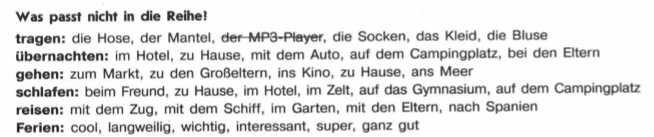 Was passt nicht in die Reihe?
tragen: die Hose, der Mantel, der MP3-Player, die Socken, das Kleid, die Bluse
übernachten: im Hotel, zu Hause, mit dem Auto, auf dem Campingplatz, bei den Eltern
gehen: zum Markt, zu den Großeltern, ins Kino, zu Hause, ans Meer
schlafen: beim Freund, zu Hause, im Hotel, im Zelt, auf das Gymnasium, auf dem Campingplatz
reisen: mit dem Zug, mit dem Schiff, im Garten, mit den Eltern, nach Spanien
Ferien: cool, langweilig, wichtig, interessant, super, ganz gut